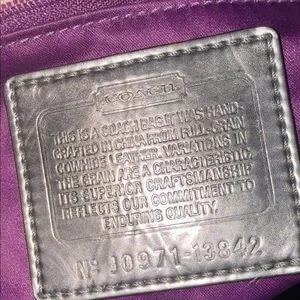 COACH
THIS IS A COACH BAG. IT WAS HAND-
CRAFTED IN CHINA FROM FULL GRAIN
COWHIDE LEATHER. VARIATIONS IN
THE GRAIN ARE A CHARACTERISTIC.
ITS SUPERIOR CRAFTSMANSHIP
REFLECTS OUR COMMITMENT TO
ENDURING QUALITY.
Nº J0971-13842